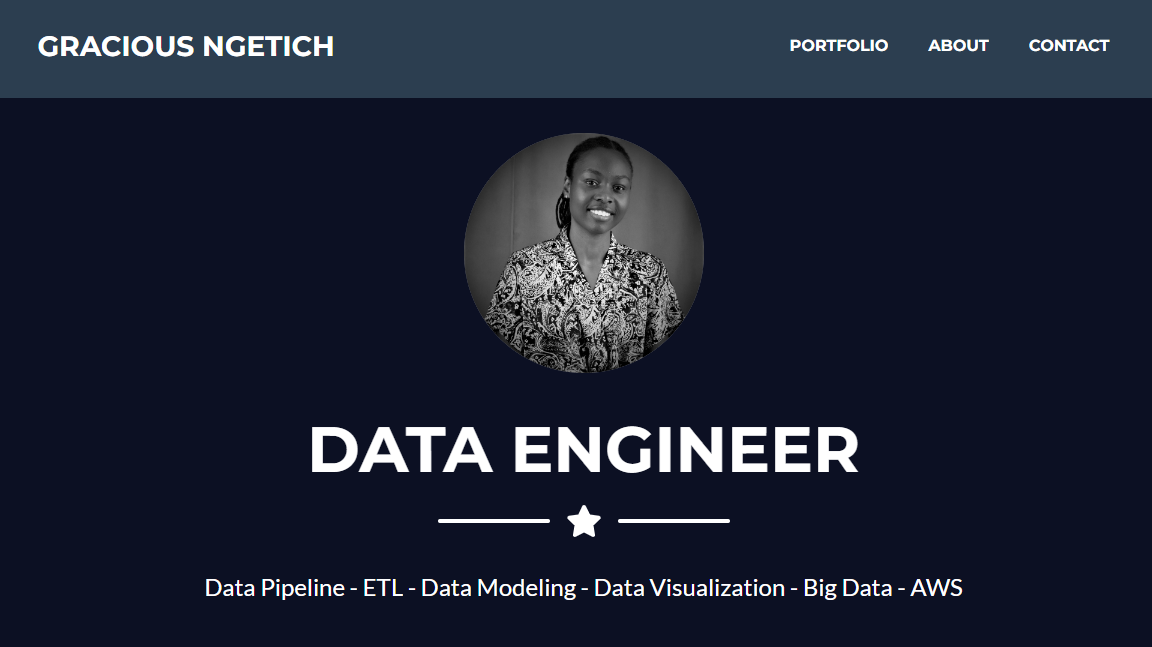 GRACIOUS NGETICH
PORTFOLIO ABOUT CONTACT
DATA ENGINEER
Data Pipeline - ETL - Data Modeling - Data Visualization - Big Data - AWS